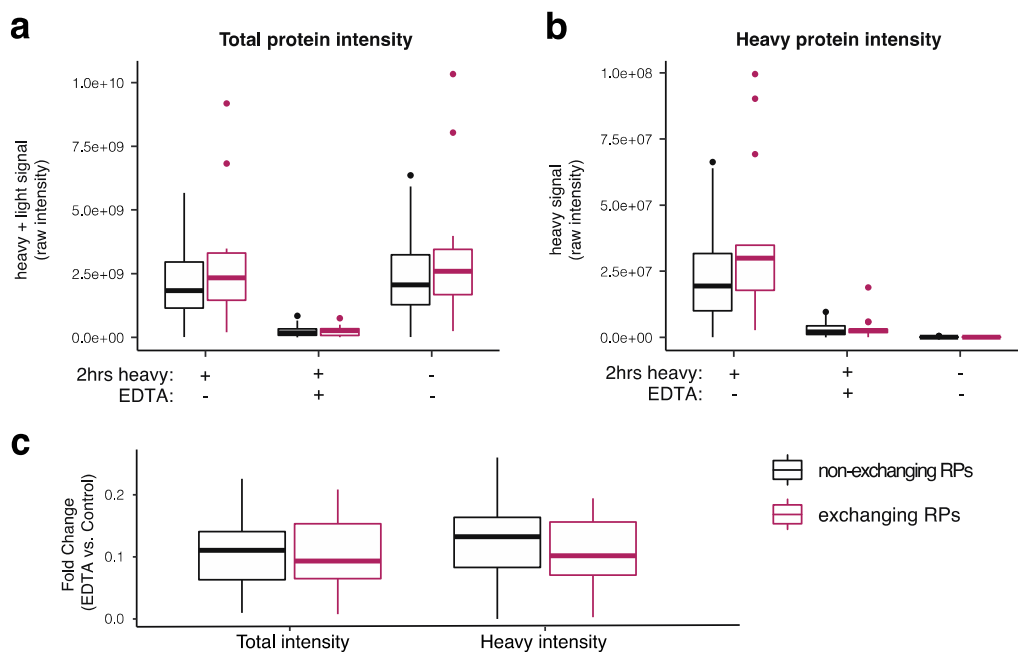 a
Total protein intensity
heavy + light signal
(raw intensity)
1.0e+10
7.5e+09
5.0e+09
2.5e+09
0.0e+00
2hrs heavy: + + -
EDTA: - + -
b
Heavy protein intensity
heavy signal
(raw intensity)
1.0e+08
7.5e+07
5.0e+07
2.5e+07
0.0e+00
2hrs heavy: + + -
EDTA: - + -
c
Fold Change
(EDTA vs. Control)
0.2
0.1
0.0
Total intensity
Heavy intensity
non-exchanging RPs
exchanging RPs